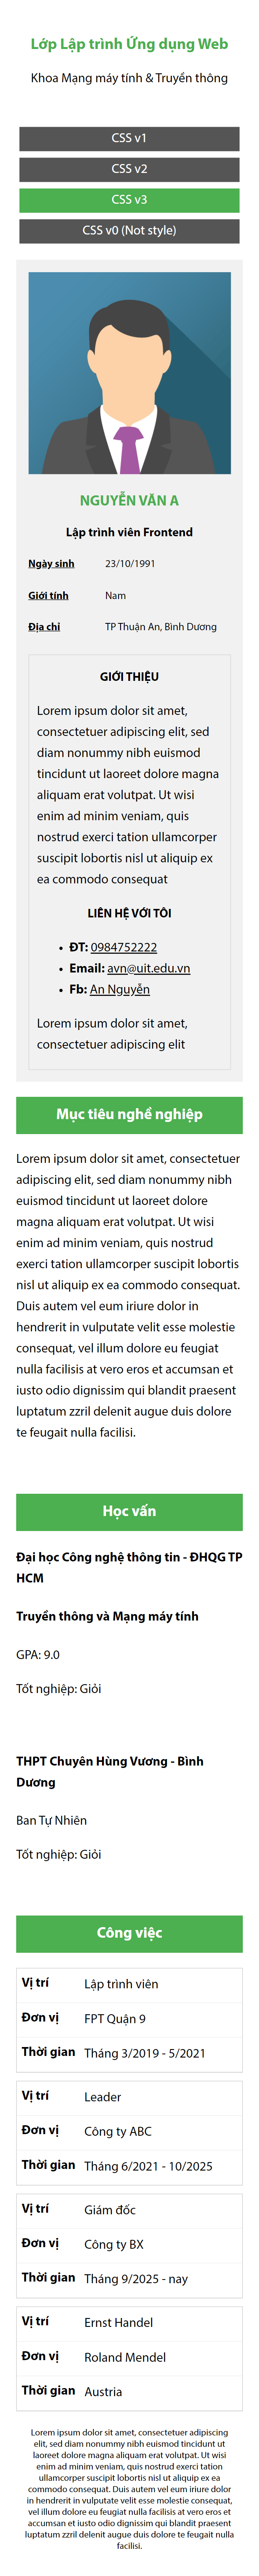 Lớp Lập trình Ứng dụng Web
Khoa Mạng máy tính & Truyền thông
CSS v1
CSS v2
CSS v3
CSS v0 (Not style)
NGUYỄN VĂN A
Lập trình viên Frontend
Ngày sinh 23/10/1991
Giới tính Nam
Địa chỉ TP Thuận An, Bình Dương
GIỚI THIỆU
Lorem ipsum dolor sit amet,
consectetuer adipiscing elit, sed
diam nonummy nibh euismod
tincidunt ut laoreet dolore magna
aliquam erat volutpat. Ut wisi
enim ad minim veniam, quis
nostrud exerci tation ullamcorper
suscipit lobortis nisl ut aliquip ex
ea commodo consequat
LIÊN HỆ VỚI TÔI
• ĐT: 0984752222
• Email: avn@uit.edu.vn
• Fb: An Nguyễn
Lorem ipsum dolor sit amet,
consectetuer adipiscing elit
Mục tiêu nghề nghiệp
Lorem ipsum dolor sit amet, consectetuer
adipiscing elit, sed diam nonummy nibh
euismod tincidunt ut laoreet dolore
magna aliquam erat volutpat. Ut wisi
enim ad minim veniam, quis nostrud
exerci tation ullamcorper suscipit lobortis
nisl ut aliquip ex ea commodo consequat.
Duis autem vel eum iriure dolor in
hendrerit in vulputate velit esse molestie
consequat, vel illum dolore eu feugiat
nulla facilisis at vero eros et accumsan et
iusto odio dignissim qui blandit praesent
luptatum zzril delenit augue duis dolore
te feugait nulla facilisi.
Học vấn
Đại học Công nghệ thông tin - ĐHQG TP
HCM
Truyền thông và Mạng máy tính
GPA: 9.0
Tốt nghiệp: Giỏi
THPT Chuyên Hùng Vương - Bình
Dương
Ban Tự Nhiên
Tốt nghiệp: Giỏi
Công việc
Vị trí Lập trình viên
Đơn vị FPT Quận 9
Thời gian Tháng 3/2019 - 5/2021
Vị trí Leader
Đơn vị Công ty ABC
Thời gian Tháng 6/2021 - 10/2025
Vị trí Giám đốc
Đơn vị Công ty BX
Thời gian Tháng 9/2025 - nay
Vị trí Ernst Handel
Đơn vị Roland Mendel
Thời gian Austria
Lorem ipsum dolor sit amet, consectetuer adipiscing
elit, sed diam nonummy nibh euismod tincidunt ut
laoreet dolore magna aliquam erat volutpat. Ut wisi
enim ad minim veniam, quis nostrud exerci tation
ullamcorper suscipit lobortis nisl ut aliquip ex ea
commodo consequat. Duis autem vel eum iriure dolor
in hendrerit in vulputate velit esse molestie consequat,
vel illum dolore eu feugiat nulla facilisis at vero eros et
accumsan et iusto odio dignissim qui blandit praesent
luptatum zzril delenit augue duis dolore te feugait nulla
facilisi.